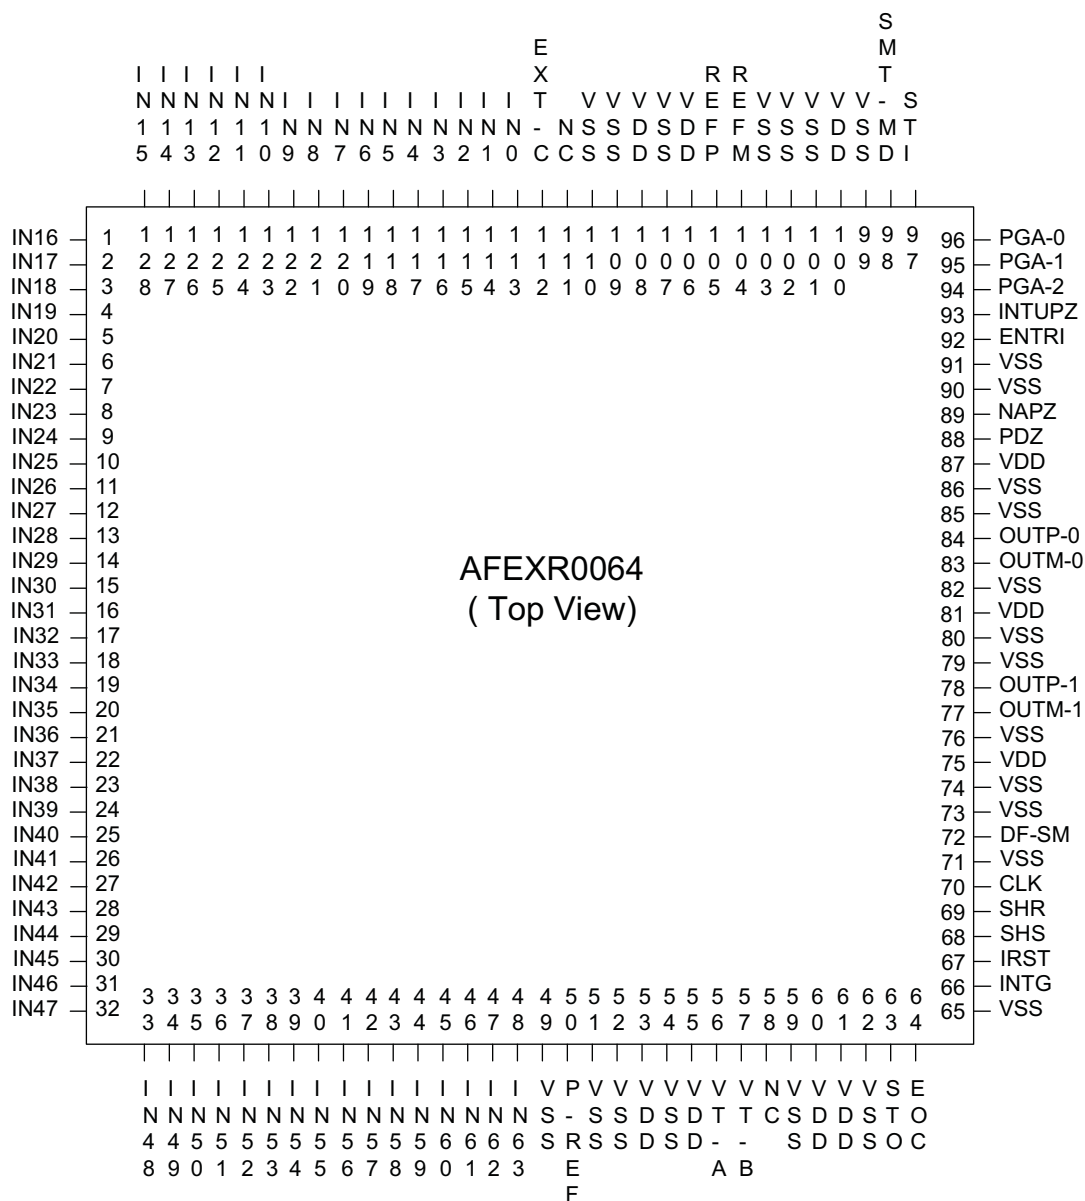 IN15
IN14
IN13
IN12
IN11
IN10
IN9
IN8
IN7
IN6
IN5
IN4
IN3
IN2
IN1
IN0
EXT-C
NC
VSS
VSS
VDD
VSS
VDD
REFP
REFM
VSS
VSS
VSS
VDD
VSS
SMT-MD
STI
128
127
126
125
124
123
122
121
120
119
118
117
116
115
114
113
112
111
110
109
108
107
106
105
104
103
102
101
100
99
98
97
IN16 1
IN17 2
IN18 3
IN19 4
IN20 5
IN21 6
IN22 7
IN23 8
IN24 9
IN25 10
IN26 11
IN27 12
IN28 13
IN29 14
IN30 15
IN31 16
IN32 17
IN33 18
IN34 19
IN35 20
IN36 21
IN37 22
IN38 23
IN39 24
IN40 25
IN41 26
IN42 27
IN43 28
IN44 29
IN45 30
IN46 31
IN47 32
AFEXR0064
( Top View)
96 PGA-0
95 PGA-1
94 PGA-2
93 INTUPZ
92 ENTRI
91 VSS
90 VSS
89 NAPZ
88 PDZ
87 VDD
86 VSS
85 VSS
84 OUTP-0
83 OUTM-0
82 VSS
81 VDD
80 VSS
79 VSS
78 OUTP-1
77 OUTM-1
76 VSS
75 VDD
74 VSS
73 VSS
72 DF-SM
71 VSS
70 CLK
69 SHR
68 SHS
67 IRST
66 INTG
65 VSS
33
34
35
36
37
38
39
40
41
42
43
44
45
46
47
48
49
50
51
52
53
54
55
56
57
58
59
60
61
62
63
64
IN48
IN49
IN50
IN51
IN52
IN53
IN54
IN55
IN56
IN57
IN58
IN59
IN60
IN61
IN62
IN63
VSS
P-REF
VSS
VSS
VDD
VSS
VDD
VT-A
VT-B
NC
VSS
VDD
VDD
VSS
STO
EOC